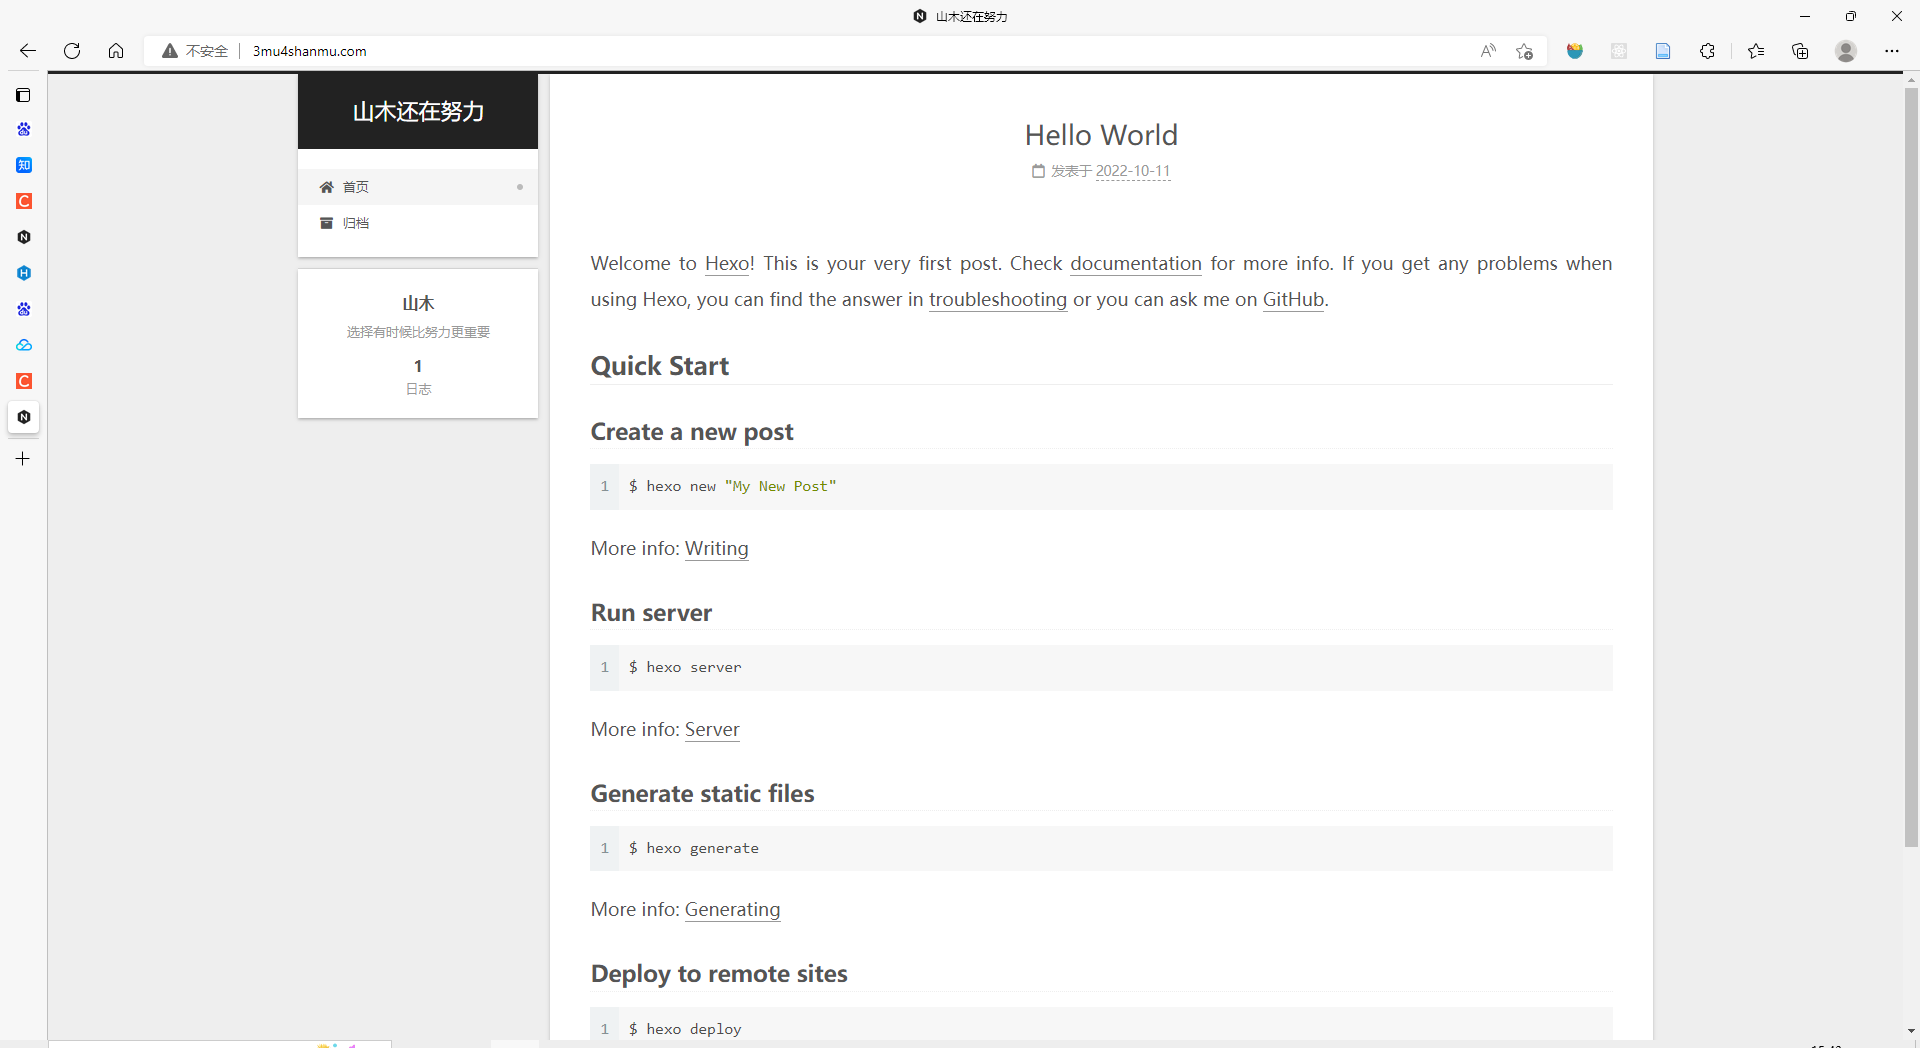 山木还在努力
不安全 3mu4shanmu.com
山木还在努力
首页
归档
山木
选择有时候比努力更重要
1
日志
Hello World
发表于 2022-10-11
Welcome to Hexo! This is your very first post. Check documentation for more info. If you get any problems when
using Hexo, you can find the answer in troubleshooting or you can ask me on GitHub.
Quick Start
Create a new post
1 $ hexo new "My New Post"
More info: Writing
Run server
1 $ hexo server
More info: Server
Generate static files
1 $ hexo generate
More info: Generating
Deploy to remote sites
1 $ hexo deploy